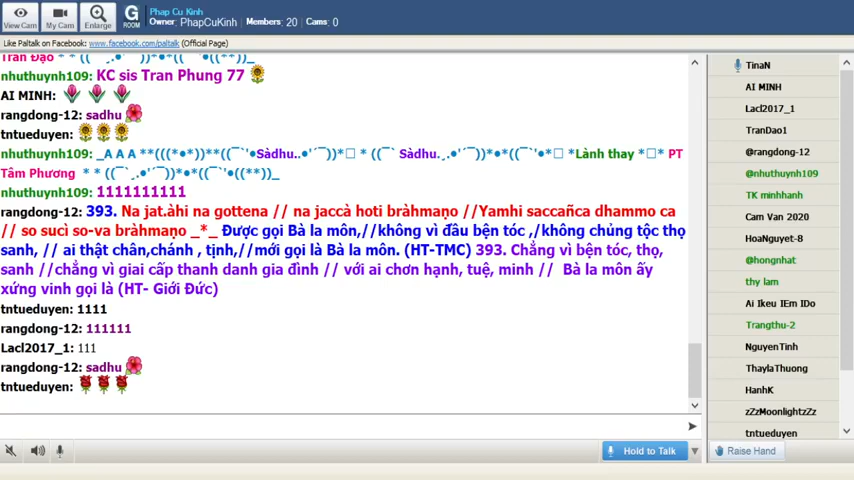 Phap Cu Kinh
G Owner: PhapCuKinh Members: 20 Cams: 0
View Cam My Cam Enlarge ROOM
Like Paltalk on Facebook: www.facebook.com/paltalk (Official Page)
Tran Đạo
nhuthuynh109: KC sis Tran Phung 77
AI MINH:
rangdong-12: sadhu
tntueduyen:
nhuthuynh109: _A A A **(((*•*))**((¯`'•Sàdhu..•'´¯))*□ * ((¯` Sàdhu.¸.•'´¯))*•*((¯`•*□ *Lành thay *□* PT
Tâm Phương * * ((¯¸.•'´¯))*•*((¯`'•((**))_
nhuthuynh109: 1111111111
rangdong-12: 393. Na jat.àhi na gottena // na jaccà hoti bràhmaṇo //Yamhi saccañca dhammo ca
// so sucì so-va bràhmaṇo _*_ Được gọi Bà la môn,//không vì đầu bện tóc ,/không chủng tộc thọ
sanh, // ai thật chân,chánh , tịnh,//mới gọi là Bà la môn. (HT-TMC) 393. Chẳng vì bện tóc, thọ,
sanh //chẳng vì giai cấp thanh danh gia đình // với ai chơn hạnh, tuệ, minh // Bà la môn ấy
xứng vinh gọi là (HT- Giới Đức)
tntueduyen: 1111
rangdong-12: 111111
Lacl2017_1: 111
rangdong-12: sadhu
tntueduyen:
Hold to Talk
TinaN
AI MINH
Lacl2017_1
TranDao1
@rangdong-12
@nhuthuynh109
TK minhhanh
Cam Van 2020
HoaNguyet-8
@hongnhat
thy lam
Ai Ikeu IEm IDo
Trangthu-2
NguyenTinh
ThaylaThuong
HanhK
zZzMoonlightzZz
tntueduyen
Raise Hand